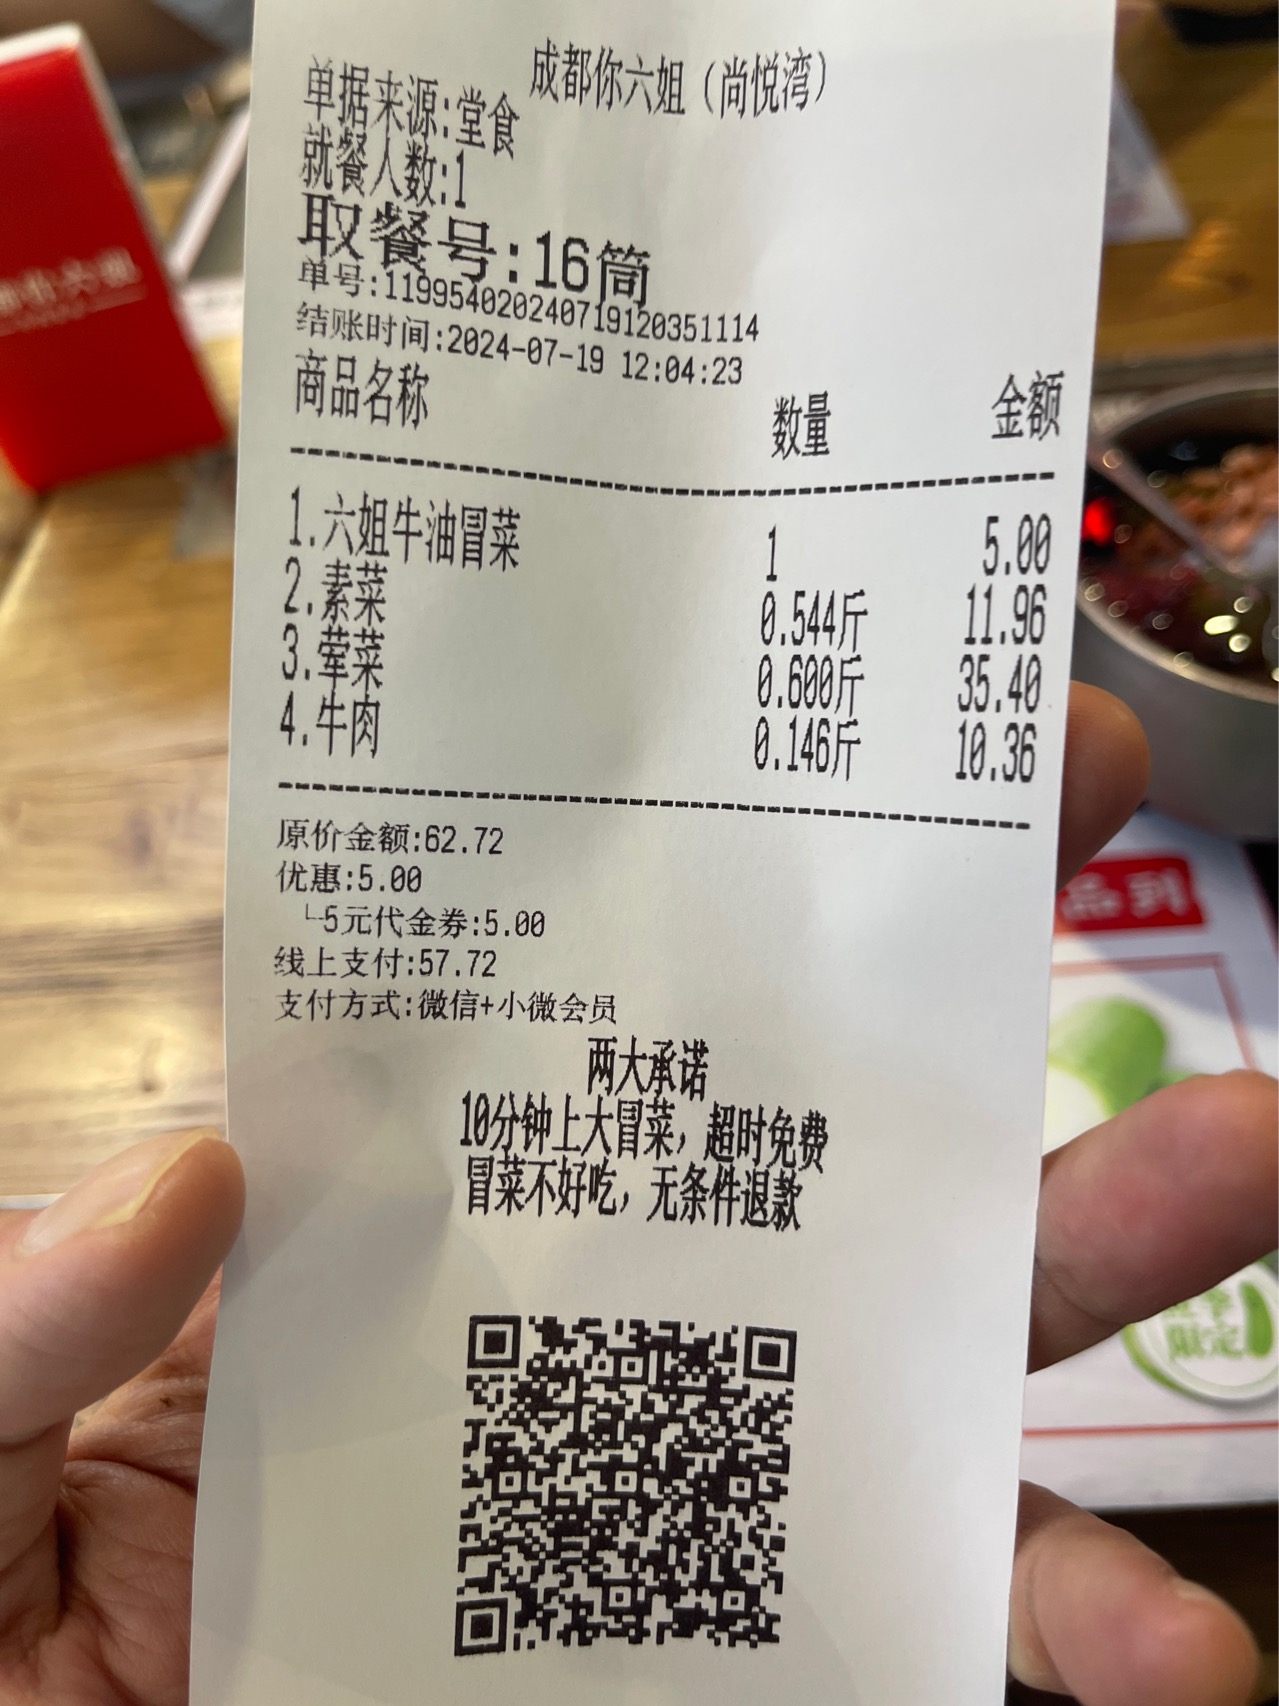 成都你六姐（尚悦湾）
单据来源:堂食
就餐人数:1
取餐号:16筒
单号:11995402024071912035​1114
结账时间:2024-07-19 12:04:23
商品名称 数量 金额
1.六姐牛油冒菜 1 5.00
2.素菜 0.544斤 11.96
3.荤菜 0.600斤 35.40
4.牛肉 0.146斤 10.36
原价金额:62.72
优惠:5.00
└-5元代金券:5.00
线上支付:57.72
支付方式:微信+小微会员
两大承诺
10分钟上大冒菜，超时免费
冒菜不好吃，无条件退款
品列
限定